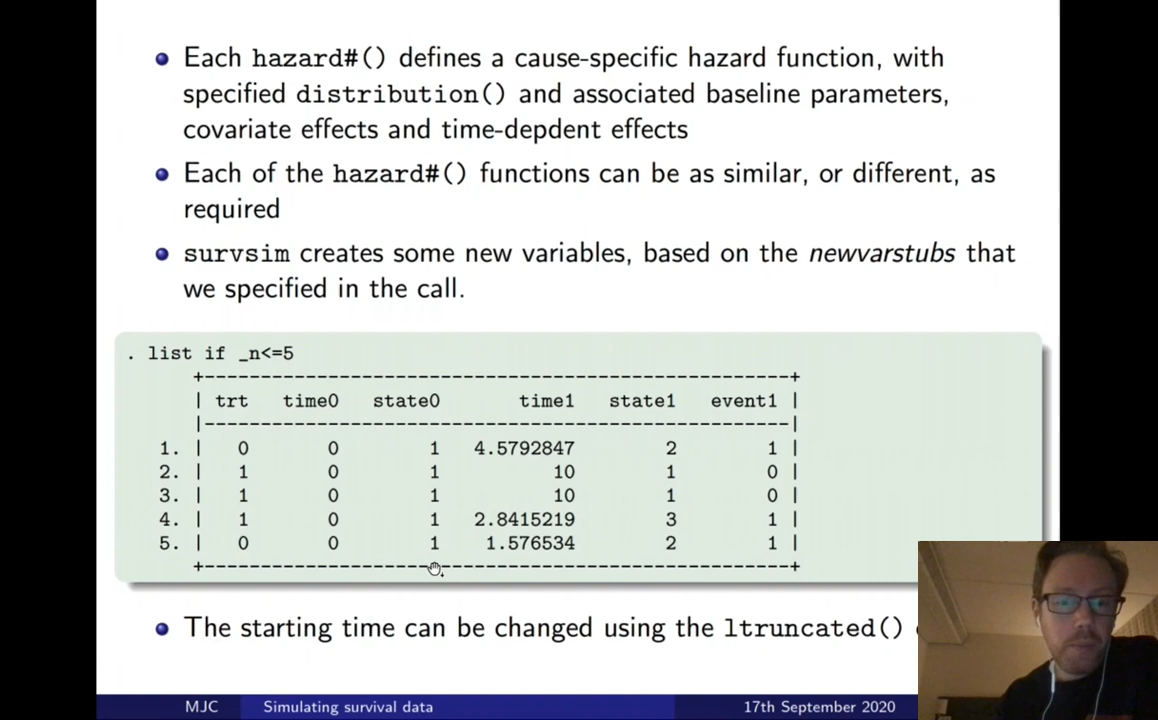 Each hazard#() defines a cause-specific hazard function, with
specified distribution() and associated baseline parameters,
covariate effects and time-depdent effects
Each of the hazard#() functions can be as similar, or different, as
required
survsim creates some new variables, based on the newvarstubs that
we specified in the call.
. list if _n<=5
+-----------------------------------------------------------+
| trt time0 state0 time1 state1 event1 |
|-----------------------------------------------------------|
1. | 0 0 1 4.5792847 2 1 |
2. | 1 0 1 10 1 0 |
3. | 1 0 1 10 1 0 |
4. | 1 0 1 2.8415219 3 1 |
5. | 0 0 1 1.576534 2 1 |
+-----------------------------------------------------------+
The starting time can be changed using the ltruncated()
MJC Simulating survival data 17th September 2020